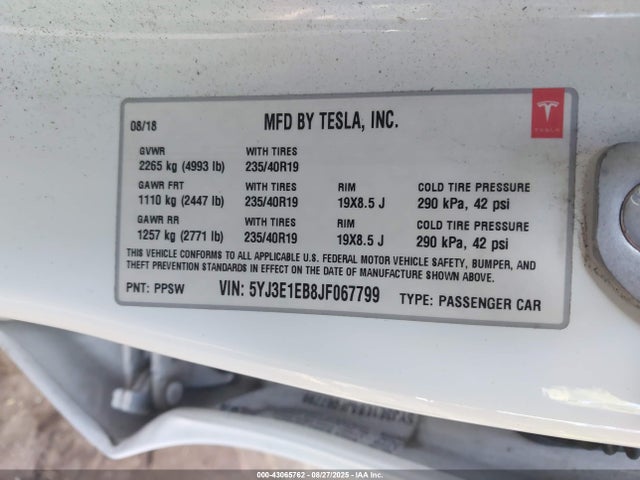 08/18 MFD BY TESLA, INC.
TESLA
GVWR WITH TIRES
2265 kg (4993 lb) 235/40R19
GAWR FRT WITH TIRES RIM COLD TIRE PRESSURE
1110 kg (2447 lb) 235/40R19 19X8.5 J 290 kPa, 42 psi
GAWR RR WITH TIRES RIM COLD TIRE PRESSURE
1257 kg (2771 lb) 235/40R19 19X8.5 J 290 kPa, 42 psi
THIS VEHICLE CONFORMS TO ALL APPLICABLE U.S. FEDERAL MOTOR VEHICLE SAFETY, BUMPER, AND
THEFT PREVENTION STANDARDS IN EFFECT ON THE DATE OF MANUFACTURE SHOWN ABOVE.
PNT: PPSW VIN: 5YJ3E1EB8JF067799 TYPE: PASSENGER CAR
000-43065762 - 08/27/2025 - COPYRIGHT IAA, LLC.